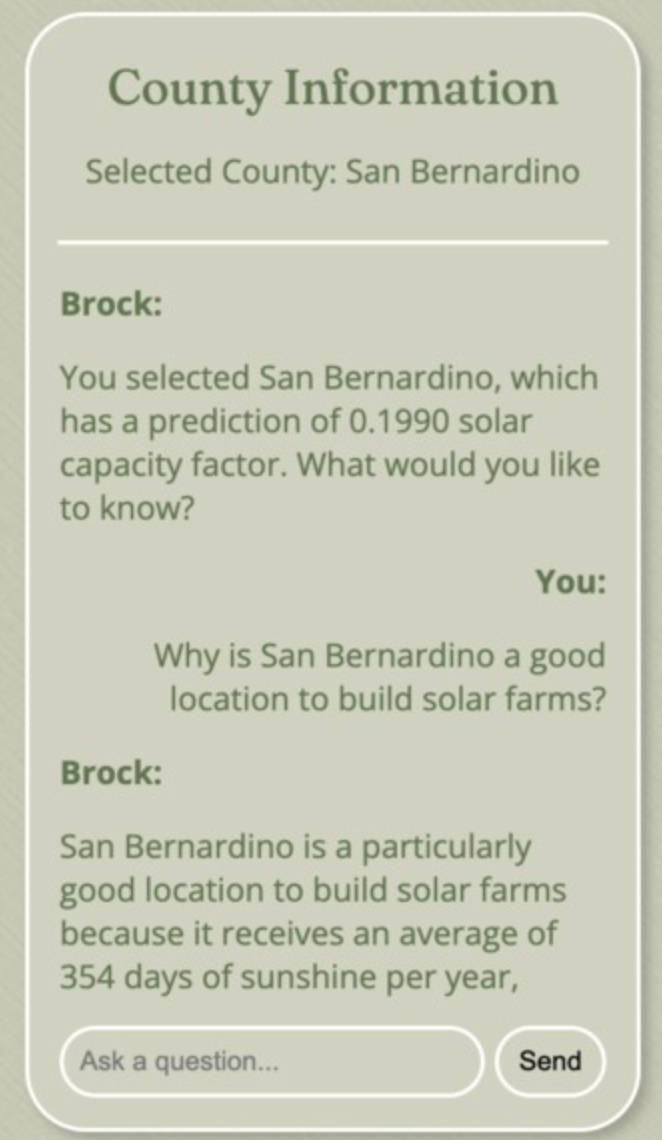 County Information
Selected County: San Bernardino
Brock:
You selected San Bernardino, which
has a prediction of 0.1990 solar
capacity factor. What would you like
to know?
You:
Why is San Bernardino a good
location to build solar farms?
Brock:
San Bernardino is a particularly
good location to build solar farms
because it receives an average of
354 days of sunshine per year,
Ask a question...
Send